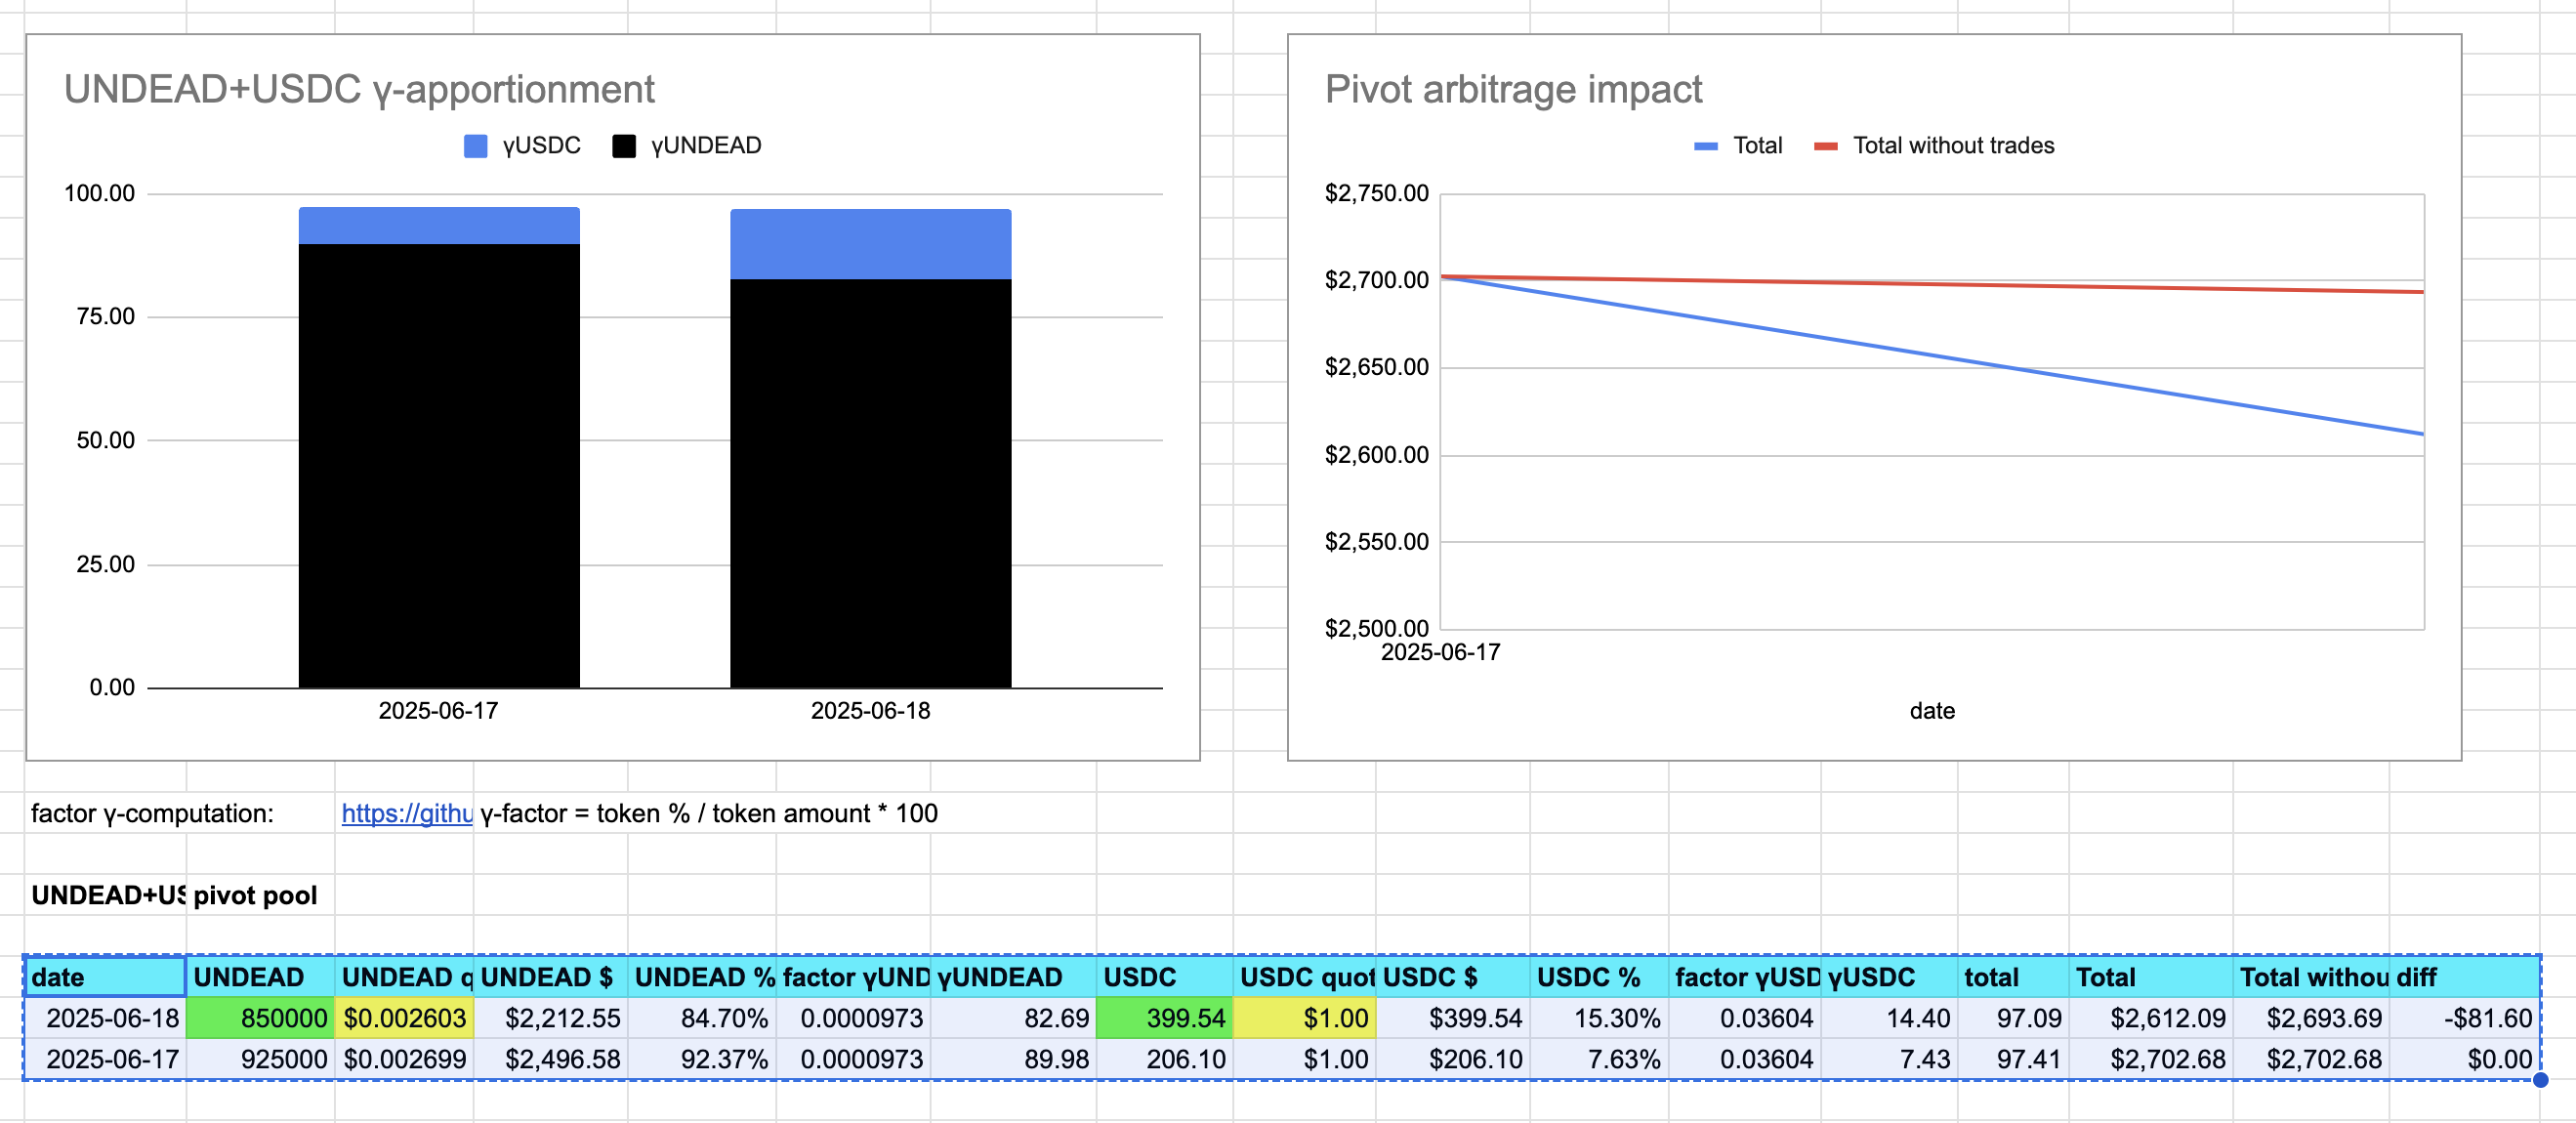 UNDEAD+USDC γ-apportionment
γUSDC γUNDEAD
100.00
75.00
50.00
25.00
0.00
2025-06-17 2025-06-18
Pivot arbitrage impact
Total Total without trades
$2,750.00
$2,700.00
$2,650.00
$2,600.00
$2,550.00
$2,500.00
2025-06-17
date
factor γ-computation: https://githu γ-factor = token % / token amount * 100
UNDEAD+US pivot pool
date UNDEAD UNDEAD q UNDEAD $ UNDEAD % factor γUND γUNDEAD USDC USDC quot USDC $ USDC % factor γUSD γUSDC total Total Total withou diff
2025-06-18 850000 $0.002603 $2,212.55 84.70% 0.0000973 82.69 399.54 $1.00 $399.54 15.30% 0.03604 14.40 97.09 $2,612.09 $2,693.69 -$81.60
2025-06-17 925000 $0.002699 $2,496.58 92.37% 0.0000973 89.98 206.10 $1.00 $206.10 7.63% 0.03604 7.43 97.41 $2,702.68 $2,702.68 $0.00